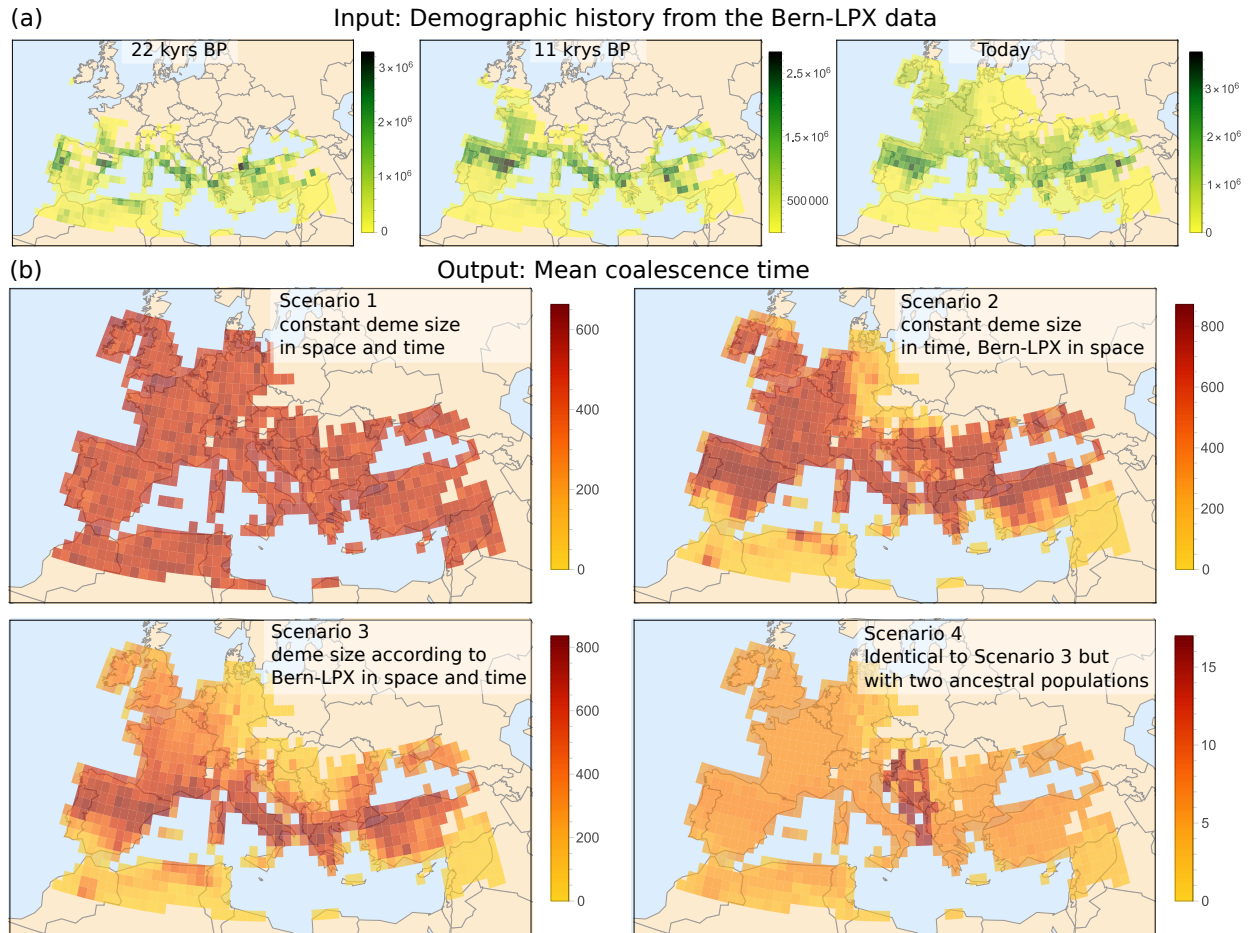 (a)
Input: Demographic history from the Bern-LPX data
22 kyrs BP
3×10⁶
2×10⁶
1×10⁶
0
11 krys BP
2.5×10⁶
1.5×10⁶
500 000
Today
3×10⁶
2×10⁶
1×10⁶
0
(b)
Output: Mean coalescence time
Scenario 1
constant deme size
in space and time
600
400
200
0
Scenario 2
constant deme size
in time, Bern-LPX in space
800
600
400
200
0
Scenario 3
deme size according to
Bern-LPX in space and time
800
600
400
200
0
Scenario 4
Identical to Scenario 3 but
with two ancestral populations
15
10
5
0